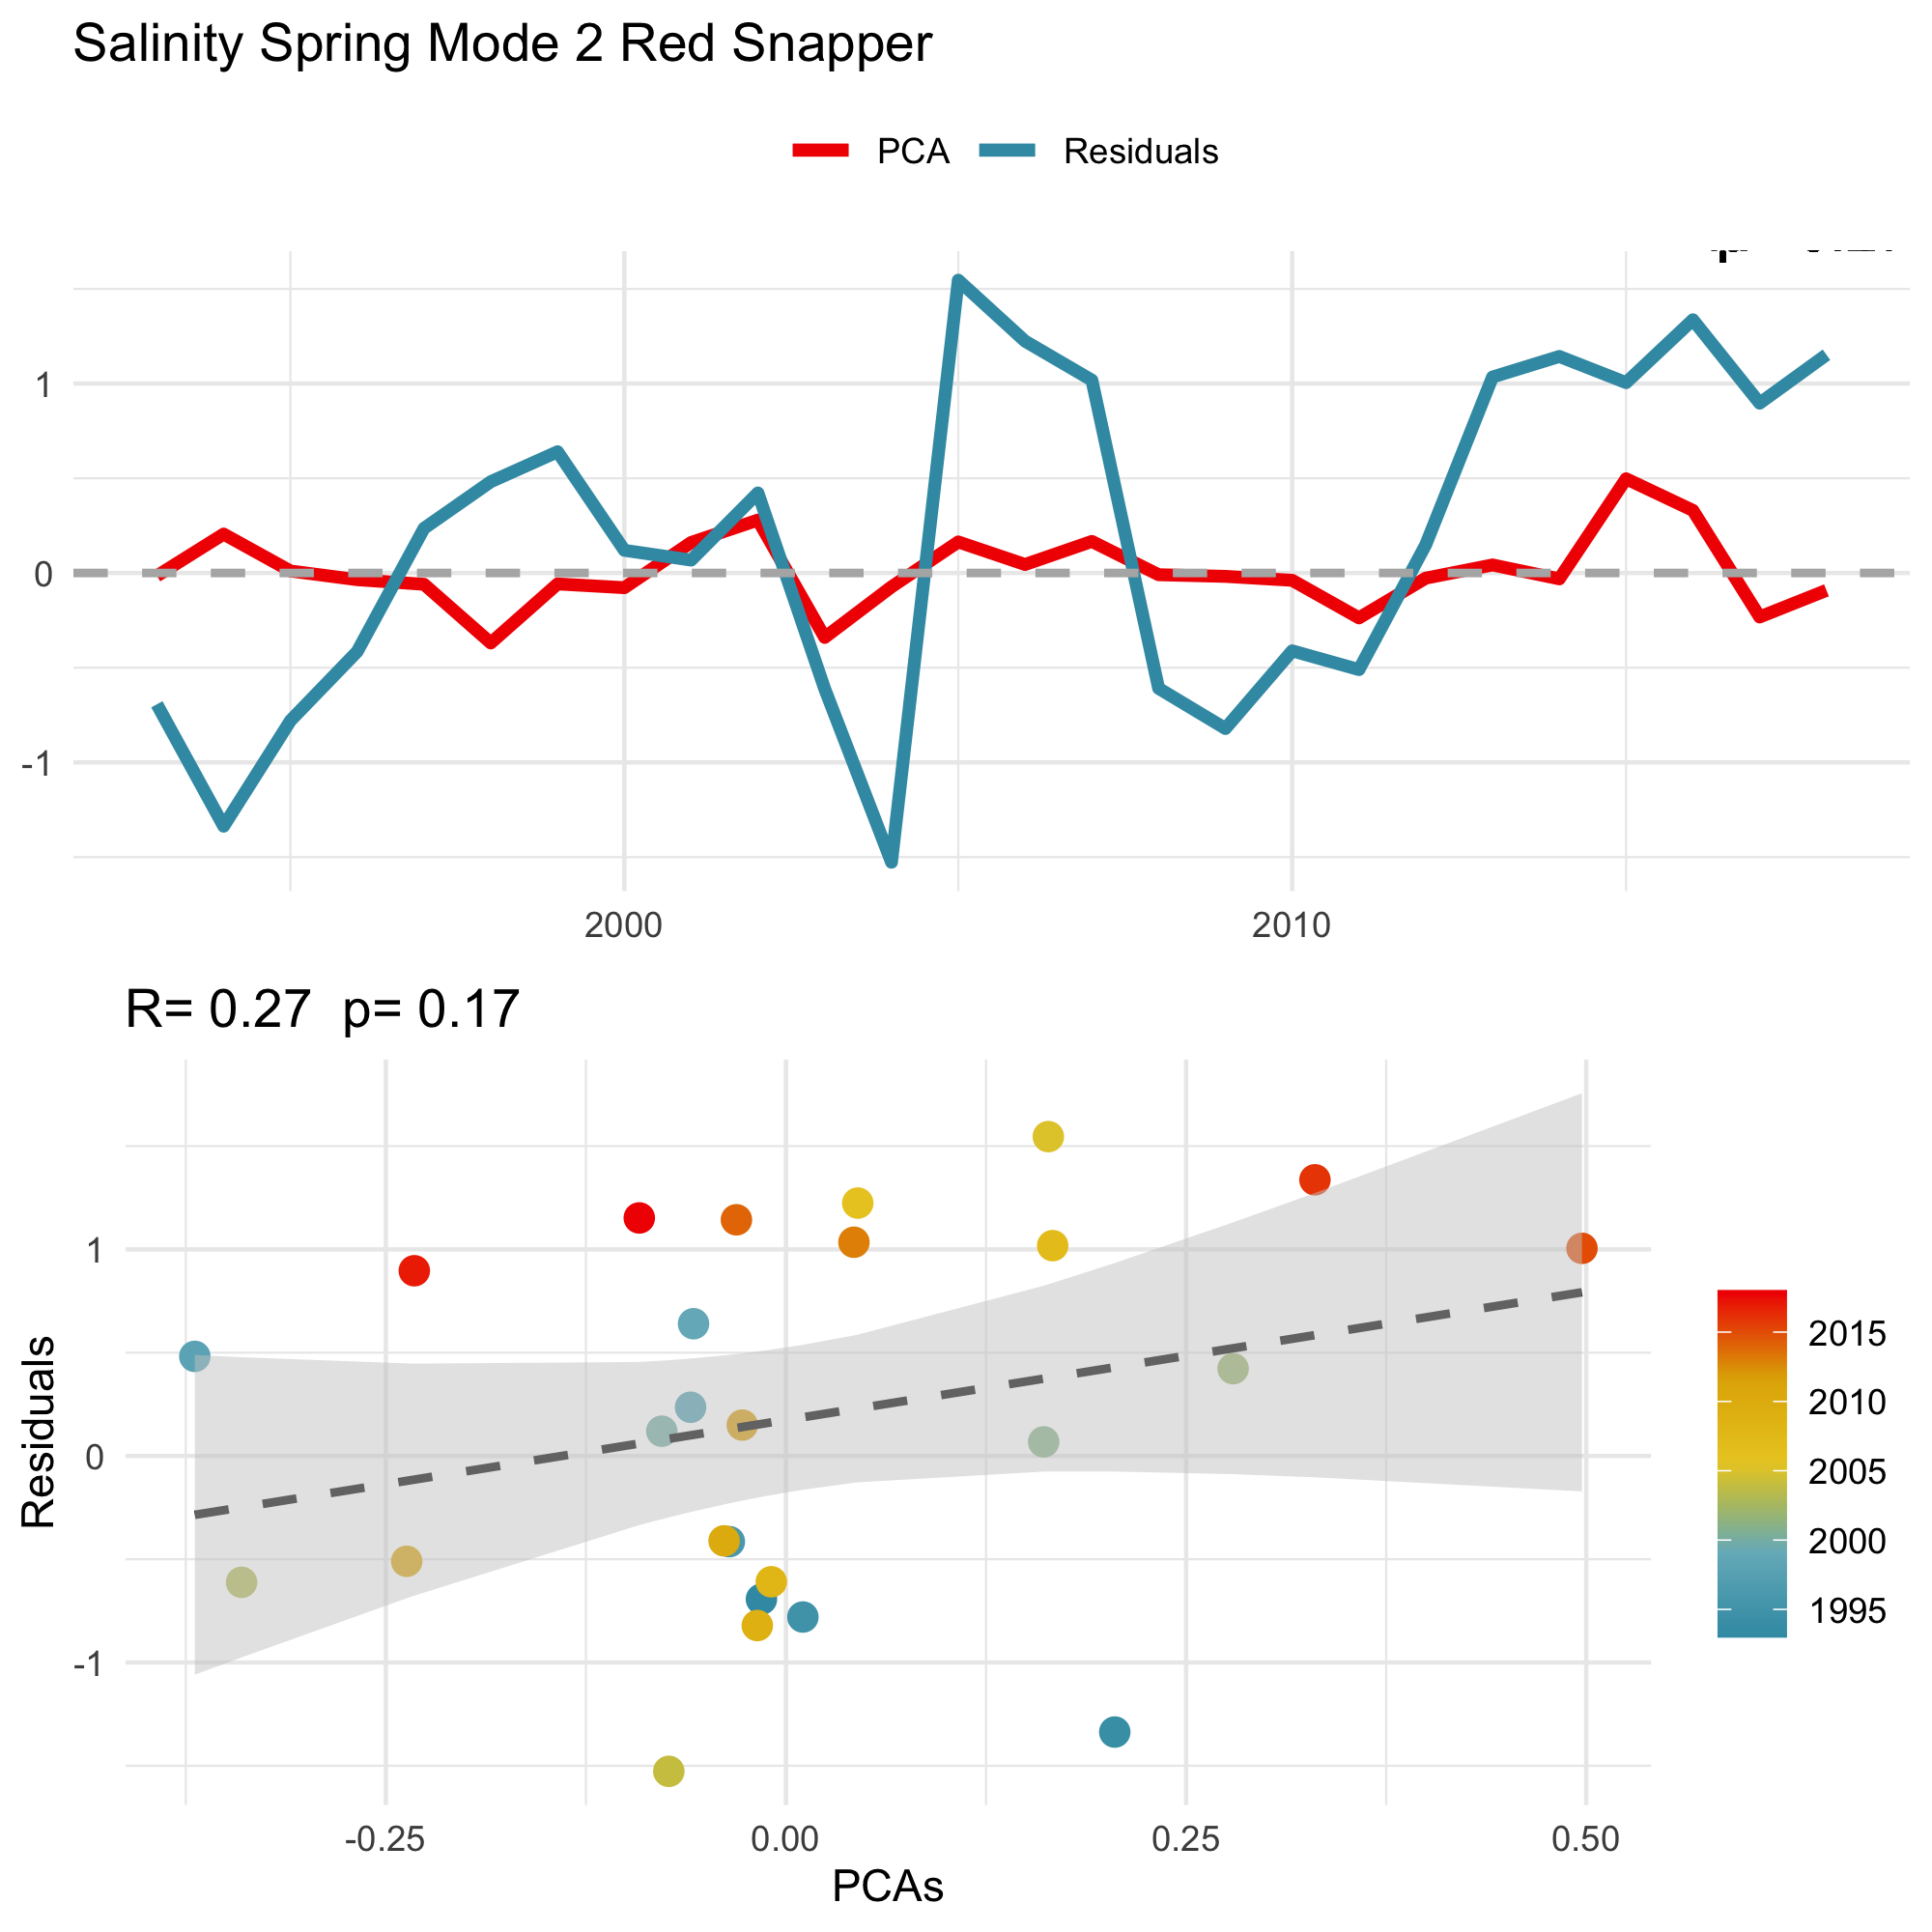 Salinity Spring Mode 2 Red Snapper
PCA Residuals
1
0
-1
2000 2010
R= 0.27 p= 0.17
Residuals
1
0
-1
-0.25 0.00 0.25 0.50
PCAs
2015
2010
2005
2000
1995